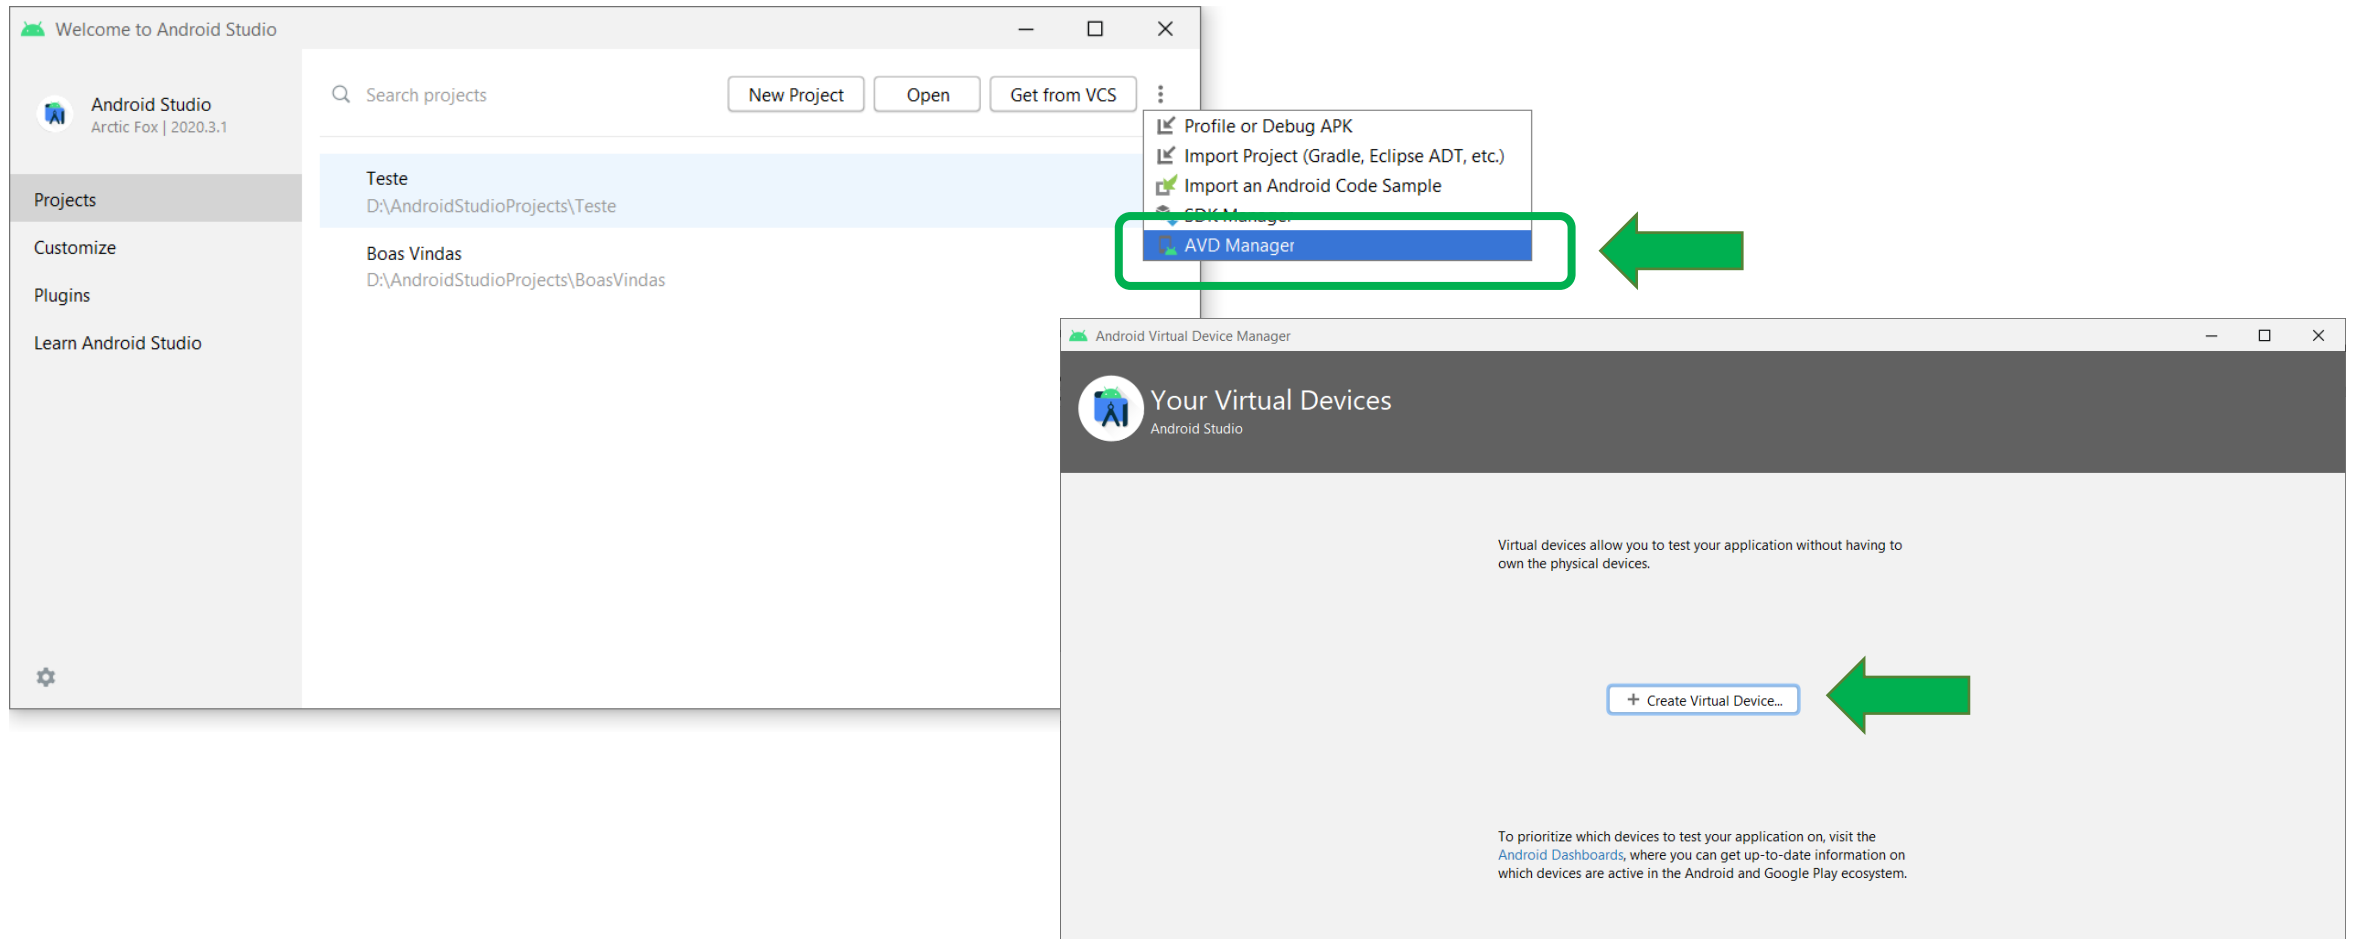 Welcome to Android Studio
Android Studio
Arctic Fox | 2020.3.1
Search projects
New Project
Open
Get from VCS
Profile or Debug APK
Import Project (Gradle, Eclipse ADT, etc.)
Import an Android Code Sample
SDK Manager
AVD Manager
Projects
Customize
Plugins
Learn Android Studio
Teste
D:\AndroidStudioProjects\Teste
Boas Vindas
D:\AndroidStudioProjects\BoasVindas
Android Virtual Device Manager
Your Virtual Devices
Android Studio
Virtual devices allow you to test your application without having to
own the physical devices.
+ Create Virtual Device...
To prioritize which devices to test your application on, visit the
Android Dashboards, where you can get up-to-date information on
which devices are active in the Android and Google Play ecosystem.